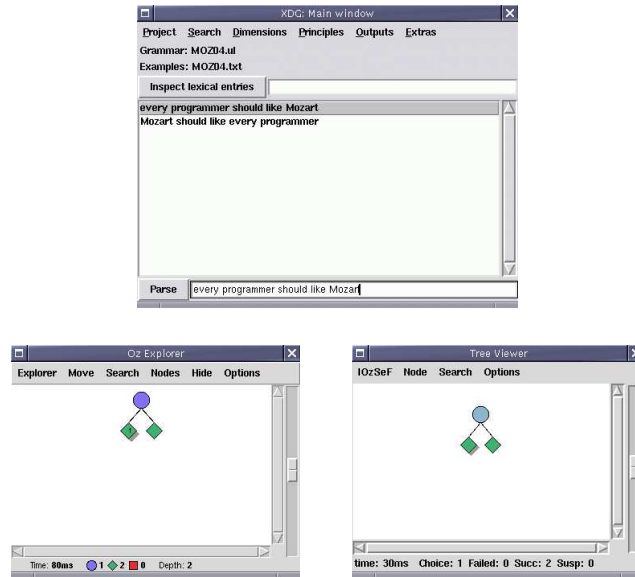 XDG: Main window
Project Search Dimensions Principles Outputs Extras
Grammar: MOZ04.ul
Examples: MOZ04.txt
Inspect lexical entries
every programmer should like Mozart
Mozart should like every programmer
Parse every programmer should like Mozart
Oz Explorer
Explorer Move Search Nodes Hide Options
1
Time: 80ms 1 2 0 Depth: 2
Tree Viewer
IOzSeF Node Search Options
time: 30ms Choice: 1 Failed: 0 Succ: 2 Susp: 0